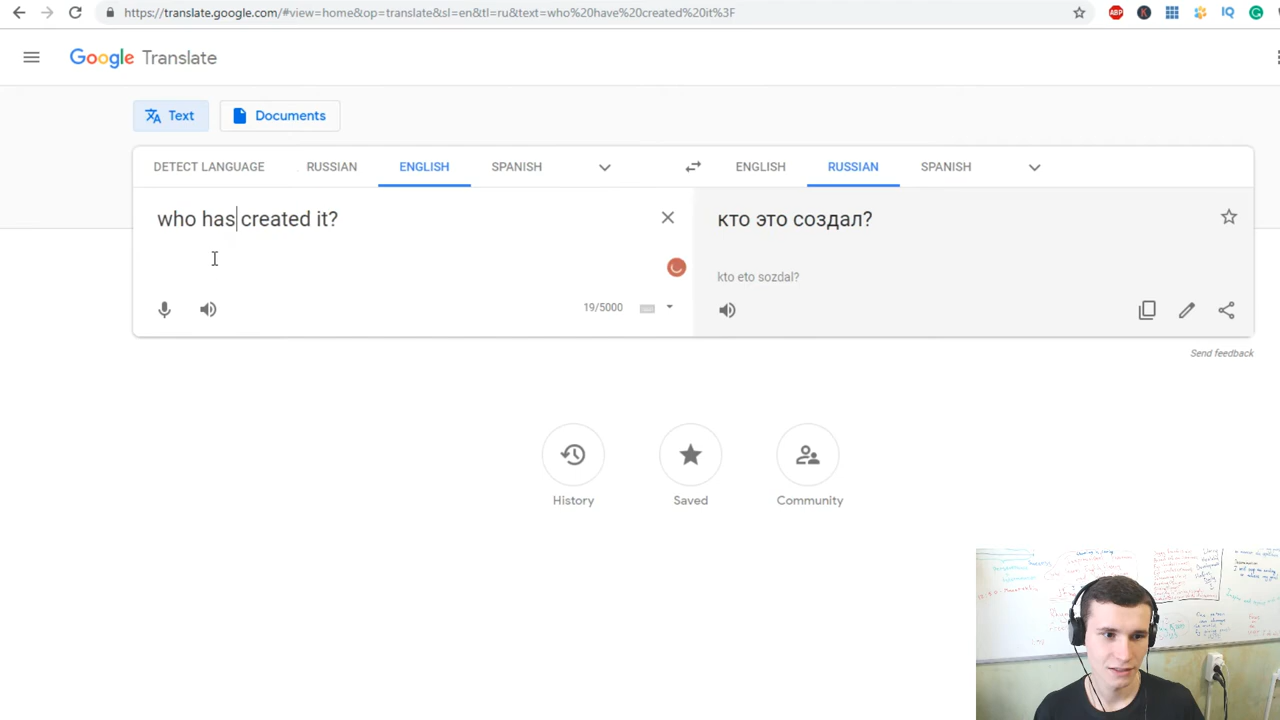 https://translate.google.com/#view=home&op=translate&sl=en&tl=ru&text=who%20have%20created%20it%3F
ABP
K
IQ
G
Google Translate
Text
Documents
DETECT LANGUAGE RUSSIAN ENGLISH SPANISH
ENGLISH RUSSIAN SPANISH
who has created it?
кто это создал?
kto eto sozdal?
19/5000
Send feedback
History
Saved
Community